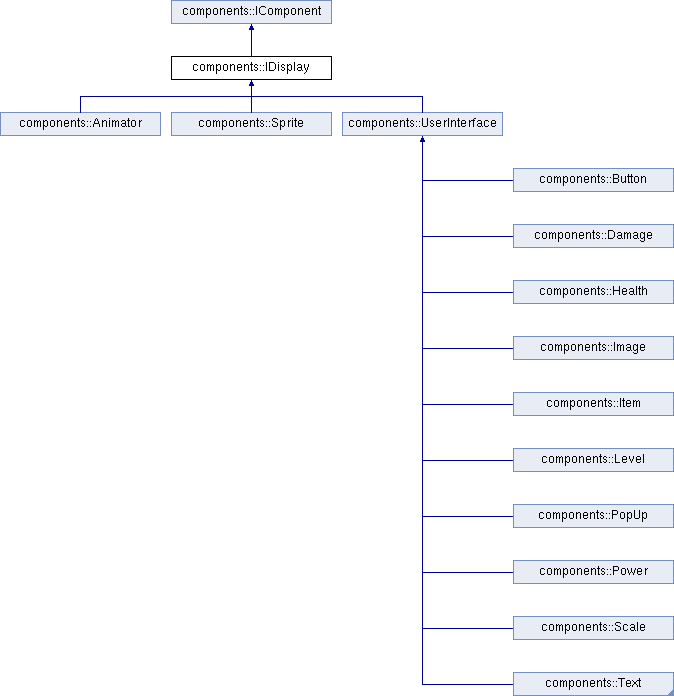 components::IComponent
components::IDisplay
components::Animator
components::Sprite
components::UserInterface
components::Button
components::Damage
components::Health
components::Image
components::Item
components::Level
components::PopUp
components::Power
components::Scale
components::Text